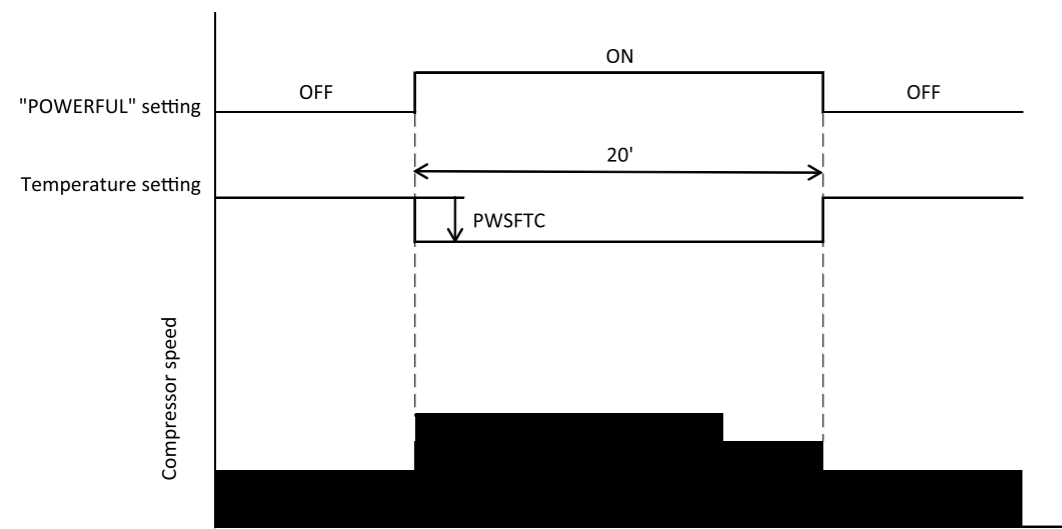 ON
OFF
OFF
"POWERFUL" setting
20'
Temperature setting
PWSFTC
Compressor speed